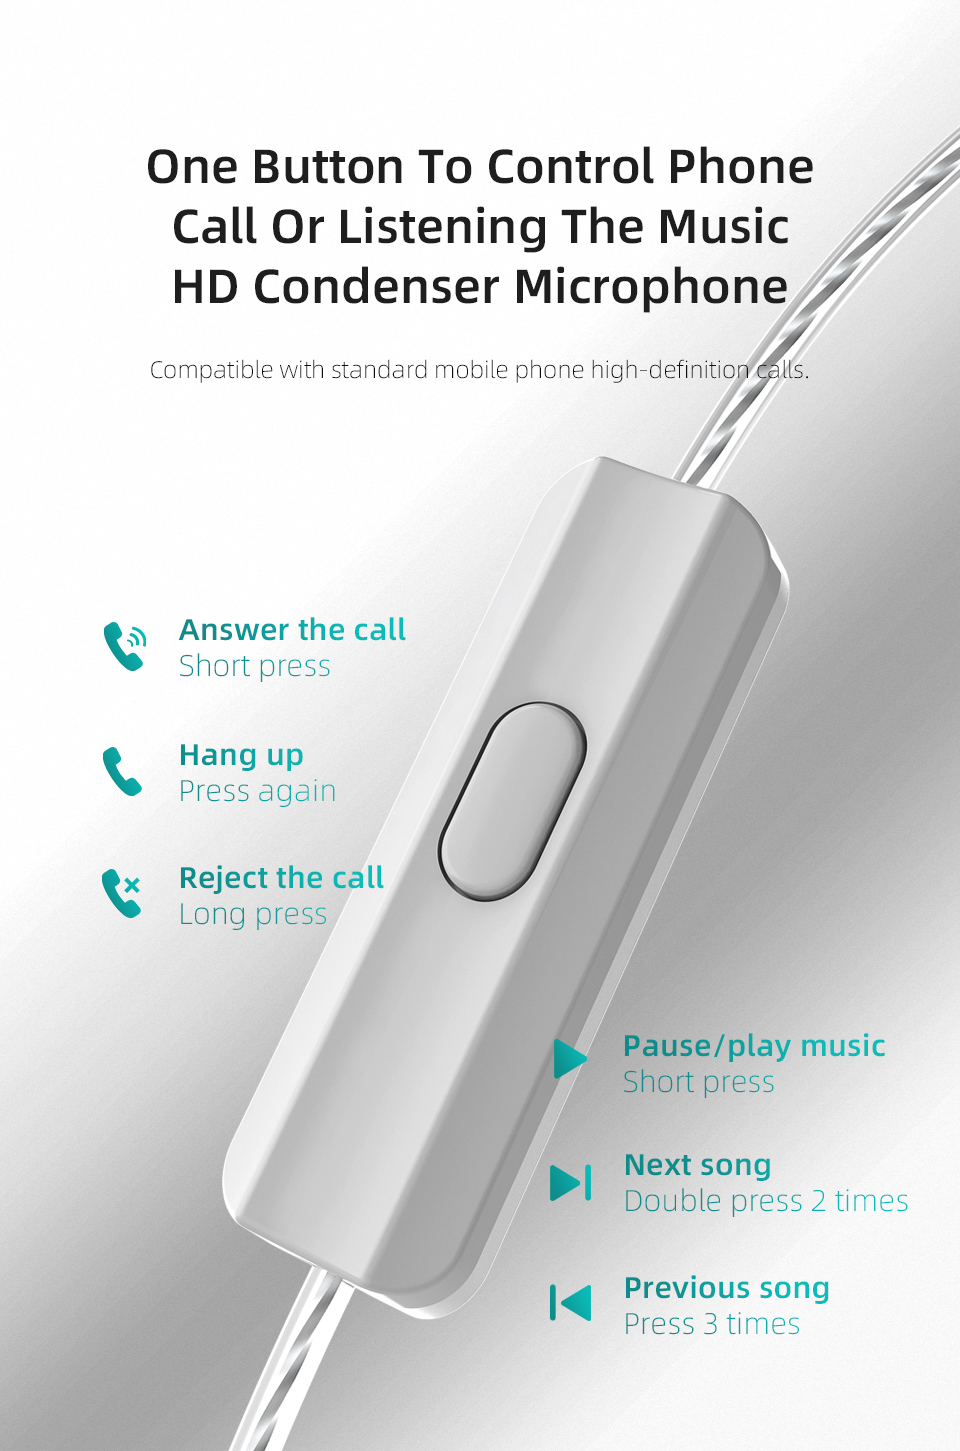 One Button To Control Phone
Call Or Listening The Music
HD Condenser Microphone
Compatible with standard mobile phone high-definition calls.
Answer the call
Short press
Hang up
Press again
Reject the call
Long press
Pause/play music
Short press
Next song
Double press 2 times
Previous song
Press 3 times